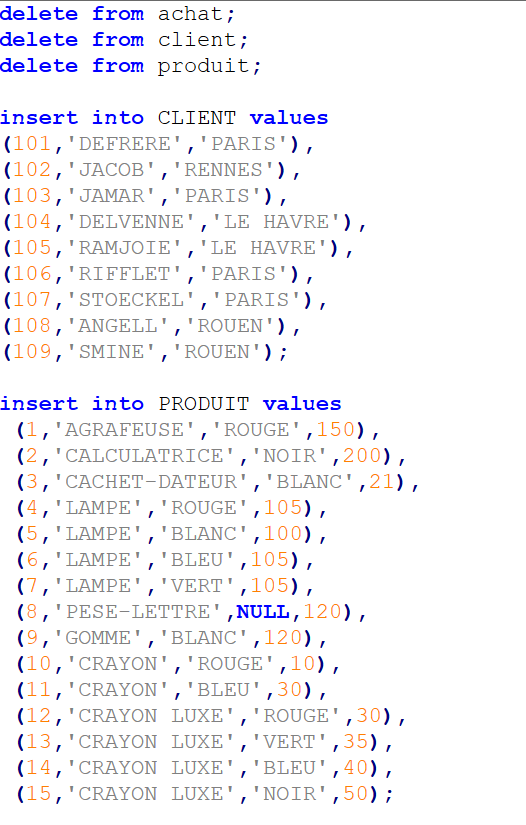 delete from achat;
delete from client;
delete from produit;
insert into CLIENT values
(101,'DEFRERE','PARIS'),
(102,'JACOB','RENNES'),
(103,'JAMAR','PARIS'),
(104,'DELVENNE','LE HAVRE'),
(105,'RAMJOIE','LE HAVRE'),
(106,'RIFFLET','PARIS'),
(107,'STOECKEL','PARIS'),
(108,'ANGELL','ROUEN'),
(109,'SMINE','ROUEN');
insert into PRODUIT values
(1,'AGRAFEUSE','ROUGE',150),
(2,'CALCULATRICE','NOIR',200),
(3,'CACHET-DATEUR','BLANC',21),
(4,'LAMPE','ROUGE',105),
(5,'LAMPE','BLANC',100),
(6,'LAMPE','BLEU',105),
(7,'LAMPE','VERT',105),
(8,'PESE-LETTRE',NULL,120),
(9,'GOMME','BLANC',120),
(10,'CRAYON','ROUGE',10),
(11,'CRAYON','BLEU',30),
(12,'CRAYON LUXE','ROUGE',30),
(13,'CRAYON LUXE','VERT',35),
(14,'CRAYON LUXE','BLEU',40),
(15,'CRAYON LUXE','NOIR',50);